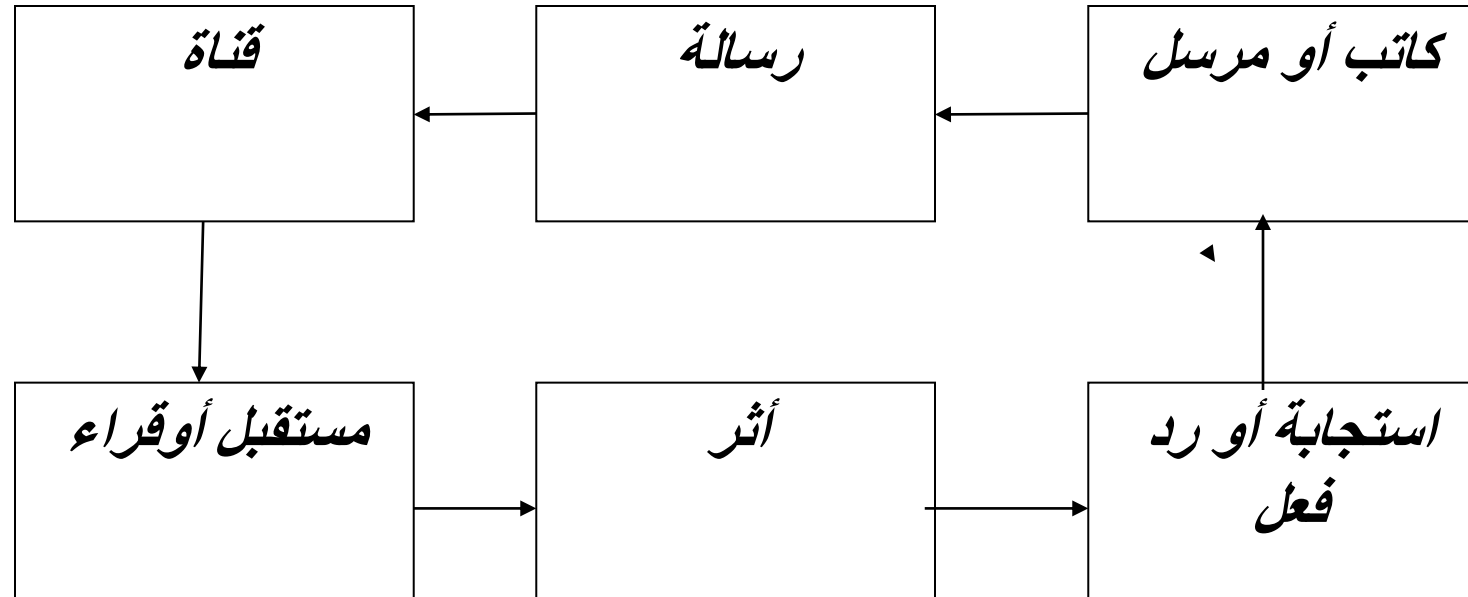 كاتب أو مرسل
رسالة
قناة
مستقبل أوقراء
أثر
استجابة أو رد
فعل